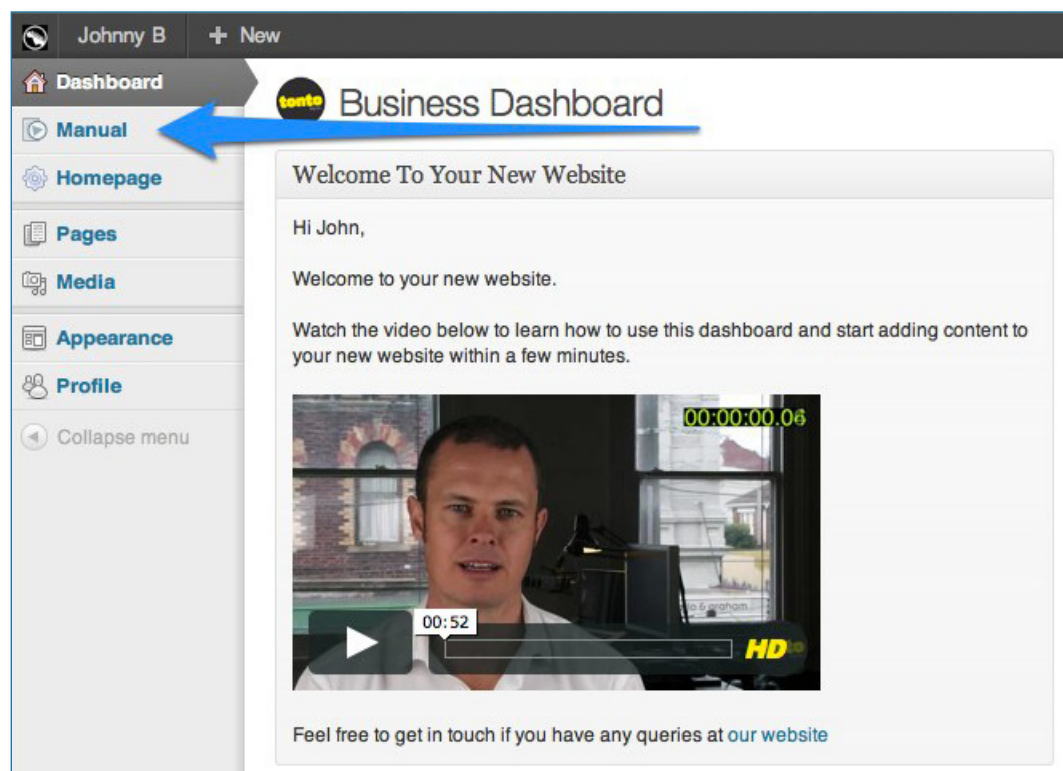 Johnny B + New
Dashboard
tonto
Business Dashboard
Manual
Homepage
Pages
Media
Appearance
Profile
Collapse menu
Welcome To Your New Website
Hi John,
Welcome to your new website.
Watch the video below to learn how to use this dashboard and start adding content to
your new website within a few minutes.
00:00:00.06
& graham
00:52
HD
Feel free to get in touch if you have any queries at our website